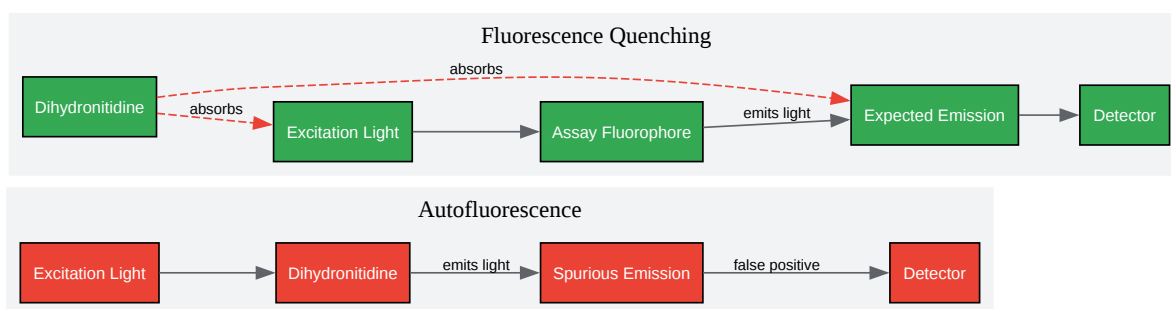 Fluorescence Quenching
absorbs
Dihydronitidine
absorbs
Excitation Light
Assay Fluorophore
emits light
Expected Emission
Detector
Autofluorescence
Excitation Light
Dihydronitidine
emits light
Spurious Emission
false positive
Detector